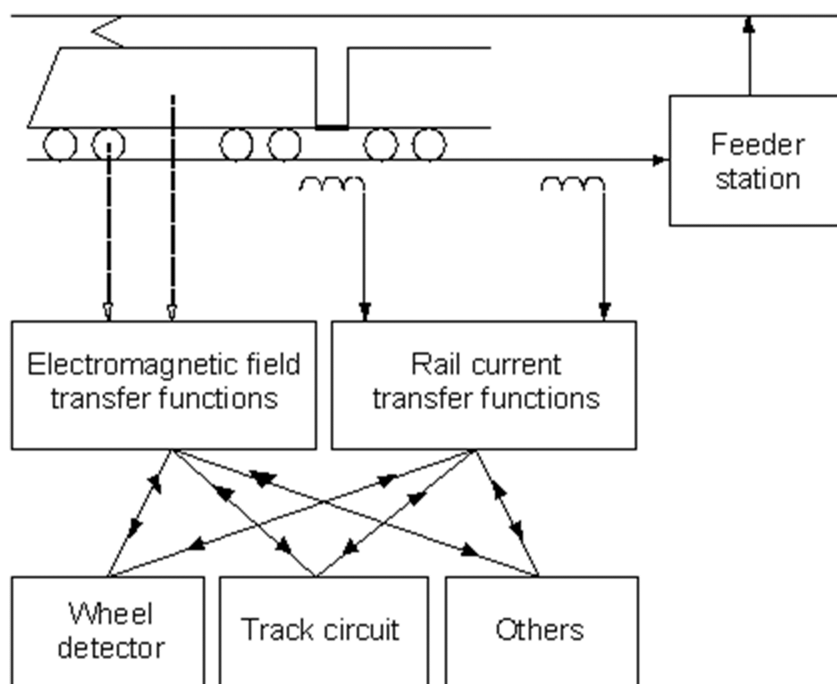 Feeder
station
Electromagnetic field
transfer functions
Rail current
transfer functions
Wheel
detector
Track circuit
Others